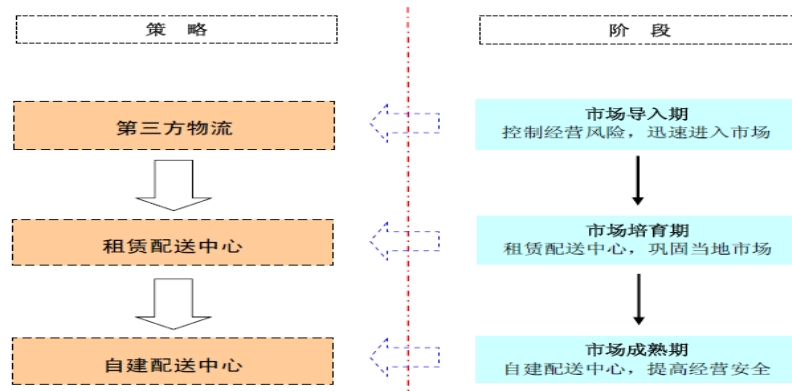 策 略
阶 段
第三方物流
市场导入期
控制经营风险，迅速进入市场
租赁配送中心
市场培育期
租赁配送中心，巩固当地市场
自建配送中心
市场成熟期
自建配送中心，提高经营安全